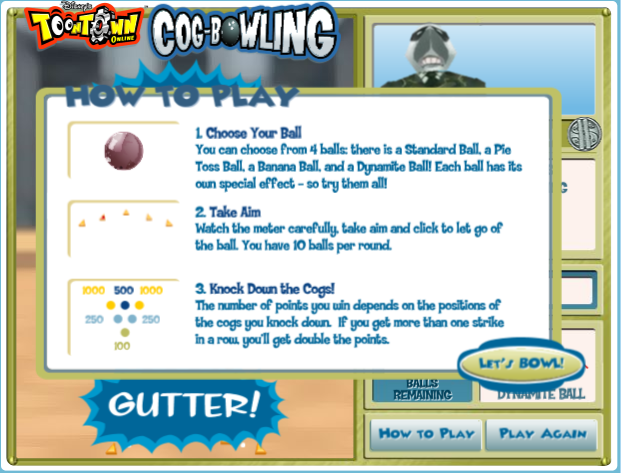 Disney's
TOONTOWN
ONLINE
COG-BOWLING
HOW TO PLAY
1. Choose Your Ball
You can choose from 4 balls: there is a Standard Ball, a Pie
Toss Ball, a Banana Ball, and a Dynamite Ball! Each ball has its
own special effect - so try them all!
2. Take Aim
Watch the meter carefully, take aim and click to let go of
the ball. You have 10 balls per round.
3. Knock Down the Cogs!
1000 500 1000
250 250
100
The number of points you win depends on the positions of
the cogs you knock down. If you get more than one strike
in a row, you'll get double the points.
LET'S BOWL!
BALLS
REMAINING
DYNAMITE BALL
GUTTER!
HOW TO PLAY
PLAY AGAIN